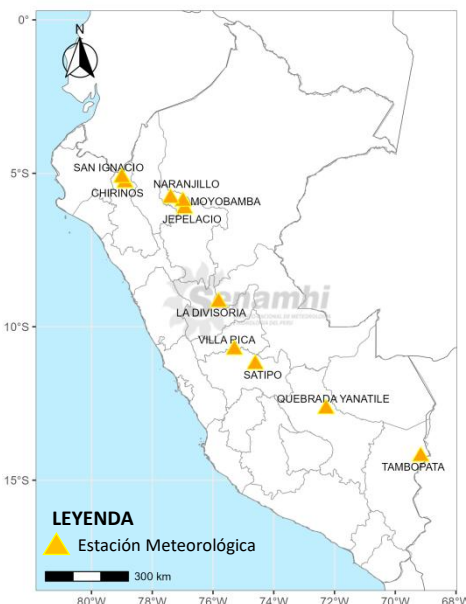 0°
N
SAN IGNACIO
5°S
CHIRINOS
NARANJILLO
MOYOBAMBA
JEPELACIO
Senamhi
LA DIVISORIA
10°S
VILLA PICA
SATIPO
QUEBRADA YANATILE
TAMBOPATA
15°S
LEYENDA
Estación Meteorológica
300 km
80°W
78°W
76°W
74°W
72°W
70°W
68°W